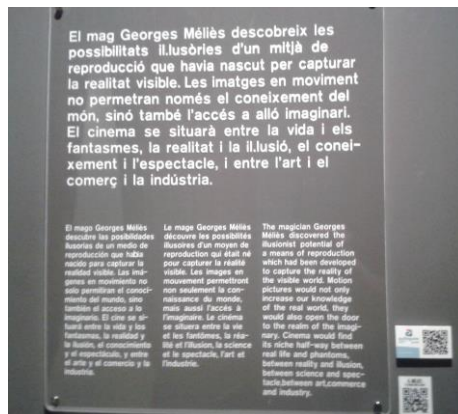 El mag Georges Méliès descobreix les
possibilitats il.lusòries d'un mitjà de
reproducció que havia nascut per capturar
la realitat visible. Les imatges en moviment
no permetran només el coneixement del
món, sinó també l'accés a allò imaginari.
El cinema se situarà entre la vida i els
fantasmes, la realitat i la il.lusió, el conei-
xement i l'espectacle, i entre l'art i el
comerç i la indústria.
El mago Georges Méliès
descubre las posibilidades
ilusorias de un medio de
reproducción que había
nacido para capturar la
realidad visible. Las imá-
genes en movimiento no
solo permitiran el conoci-
miento del mundo, sino
también el acceso a lo
imaginario. El cine se si-
tuará entre la vida y los
fantasmas, la realidad y
la ilusión, el conocimiento
y el espectáculo, y entre
el arte y el comercio y la
industria.
Le mage Georges Méliès
découvre les possibilités
illusoires d'un moyen de
reproduction qui était né
pour capturer la réalité
visible. Les images en
mouvement permettront
non seulement la con-
naissance du monde,
mais aussi l'accès à
l'imaginaire. Le cinéma
se situera entre la vie
et les fantômes, la réa-
lité et l'illusion, la science
et le spectacle, l'art et
l'industrie.
The magician Georges
Méliès discovered the
illusionist potential of
a means of reproduction
which had been developed
to capture the reality of
the visible world. Motion
pictures would not only
increase our knowledge
of the real world, they
would also open the door
to the realm of the imagi-
nary. Cinema would find
its niche half-way between
real life and phantoms,
between reality and illusion,
between science and spec-
tacle,between art,commerce
and industry.